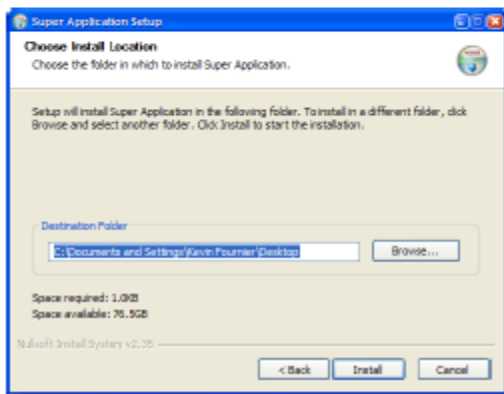 Super Application Setup
Choose Install Location
Choose the folder in which to install Super Application.
Setup will install Super Application in the following folder. To install in a different folder, click
Browse and select another folder. Click Install to start the installation.
Destination Folder
C:\Documents and Settings\Kevin Fournier\Desktop
Browse...
Space required: 1.0KB
Space available: 76.5GB
Nullsoft Install System v2.35
< Back
Install
Cancel